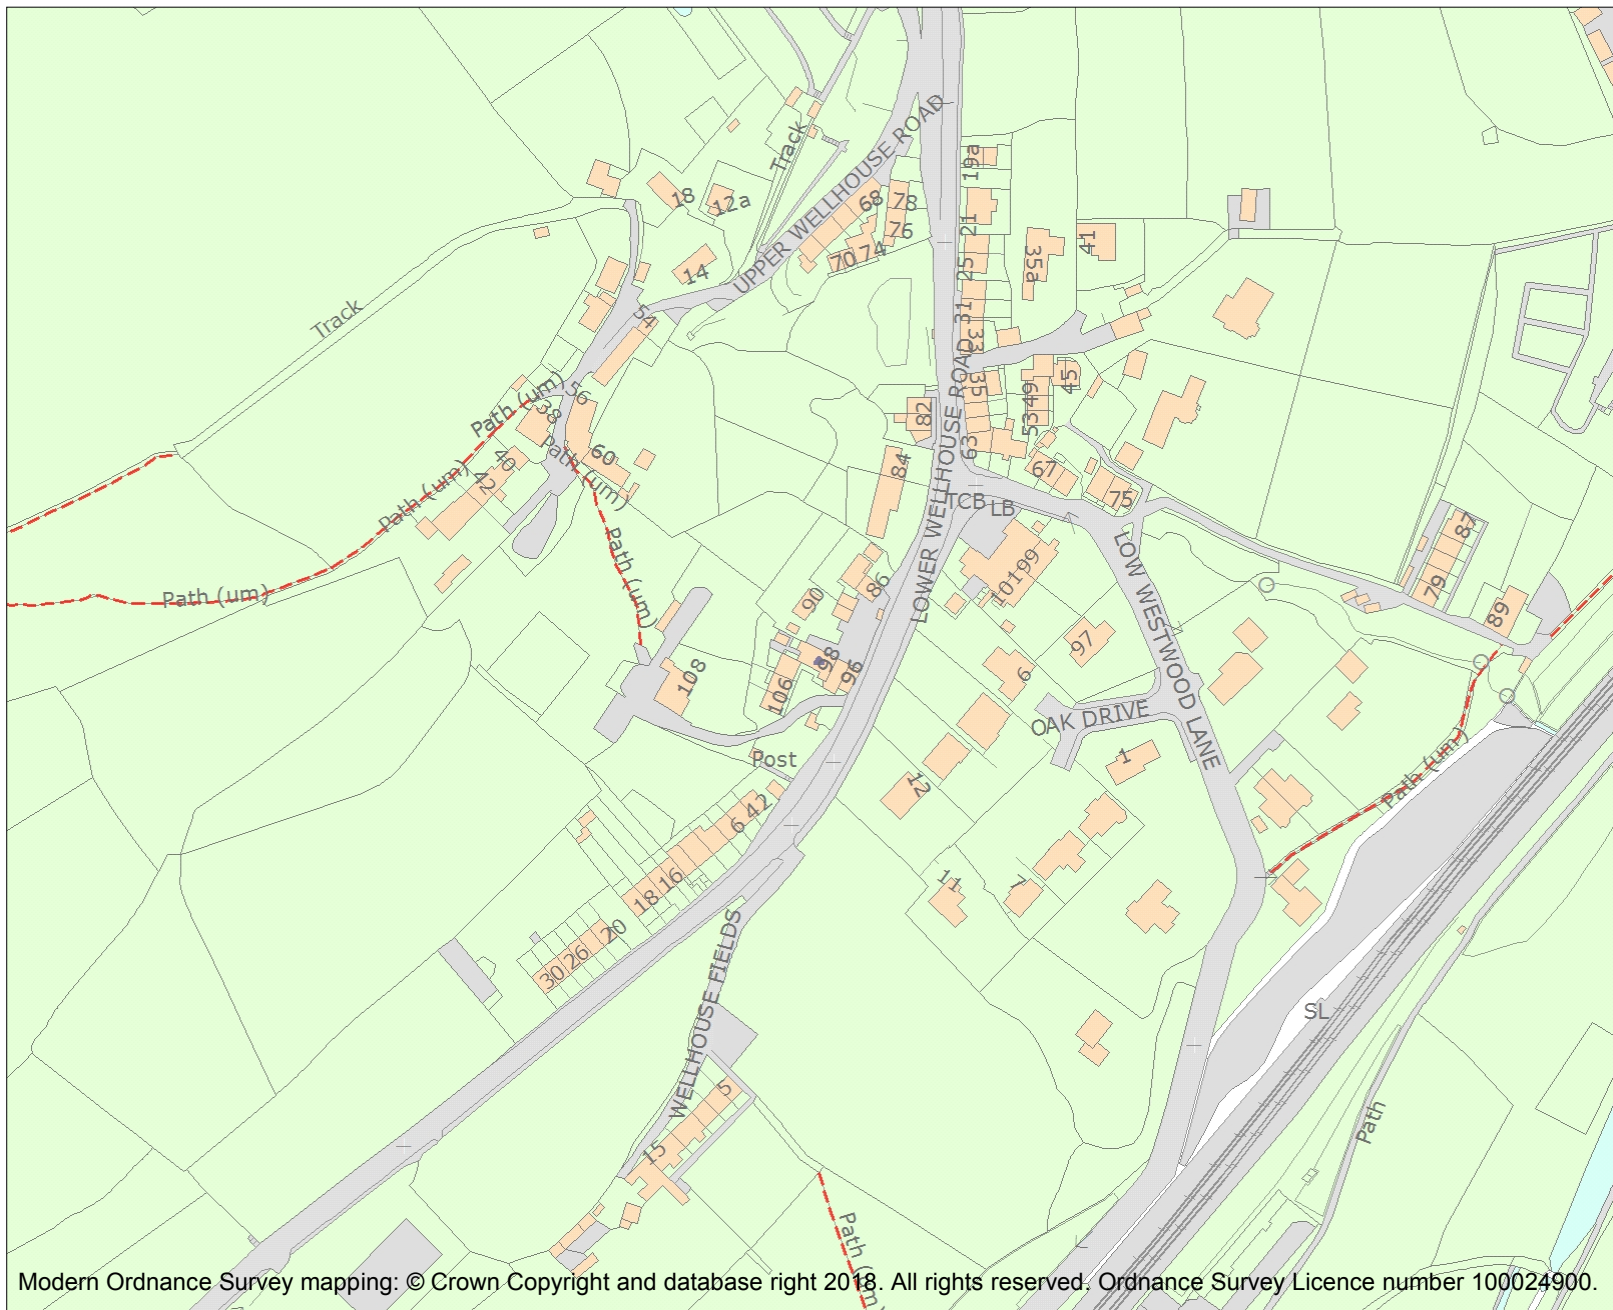 UPPER WELLHOUSE ROAD
Track
19a
18
12a
68
78
76
21
41
70
74
35a
25
14
Track
54
31
33
LOWER WELLHOUSE ROAD
35
45
49
53
Path (um)
56
38
82
63
Path (um)
60
40
42
84
67
75
TCB
LB
Path (um)
87
79
LOW WESTWOOD LANE
Path (um)
99
101
86
90
Path (um)
89
97
98
96
6
108
106
OAK DRIVE
1
Post
12
Path (um)
2
4
6
16
18
11
7
20
26
30
WELLHOUSE FIELDS
SL
5
15
Path
Path (um)
Modern Ordnance Survey mapping: © Crown Copyright and database right 2018. All rights reserved. Ordnance Survey Licence number 100024900.